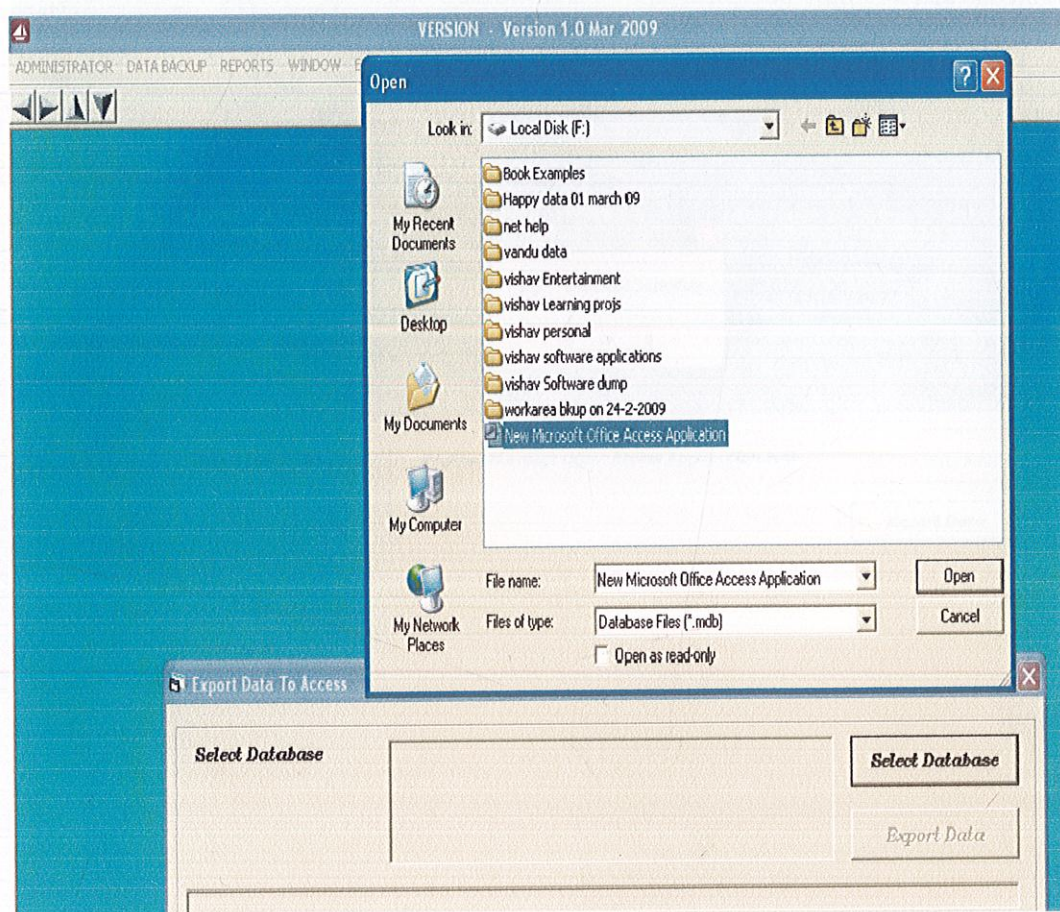 VERSION - Version 1.0 Mar 2009
ADMINISTRATOR DATA BACKUP REPORTS WINDOW
Open
Look in: Local Disk (F:)
Book Examples
Happy data 01 march 09
net help
vandu data
vishav Entertainment
vishav Learning projs
vishav personal
vishav software applications
vishav Software dump
workarea bkup on 24-2-2009
New Microsoft Office Access Application
My Recent
Documents
Desktop
My Documents
My Computer
My Network
Places
File name: New Microsoft Office Access Application Open
Files of type: Database Files (*.mdb) Cancel
Open as read-only
Export Data To Access
Select Database Select Database
Export Data